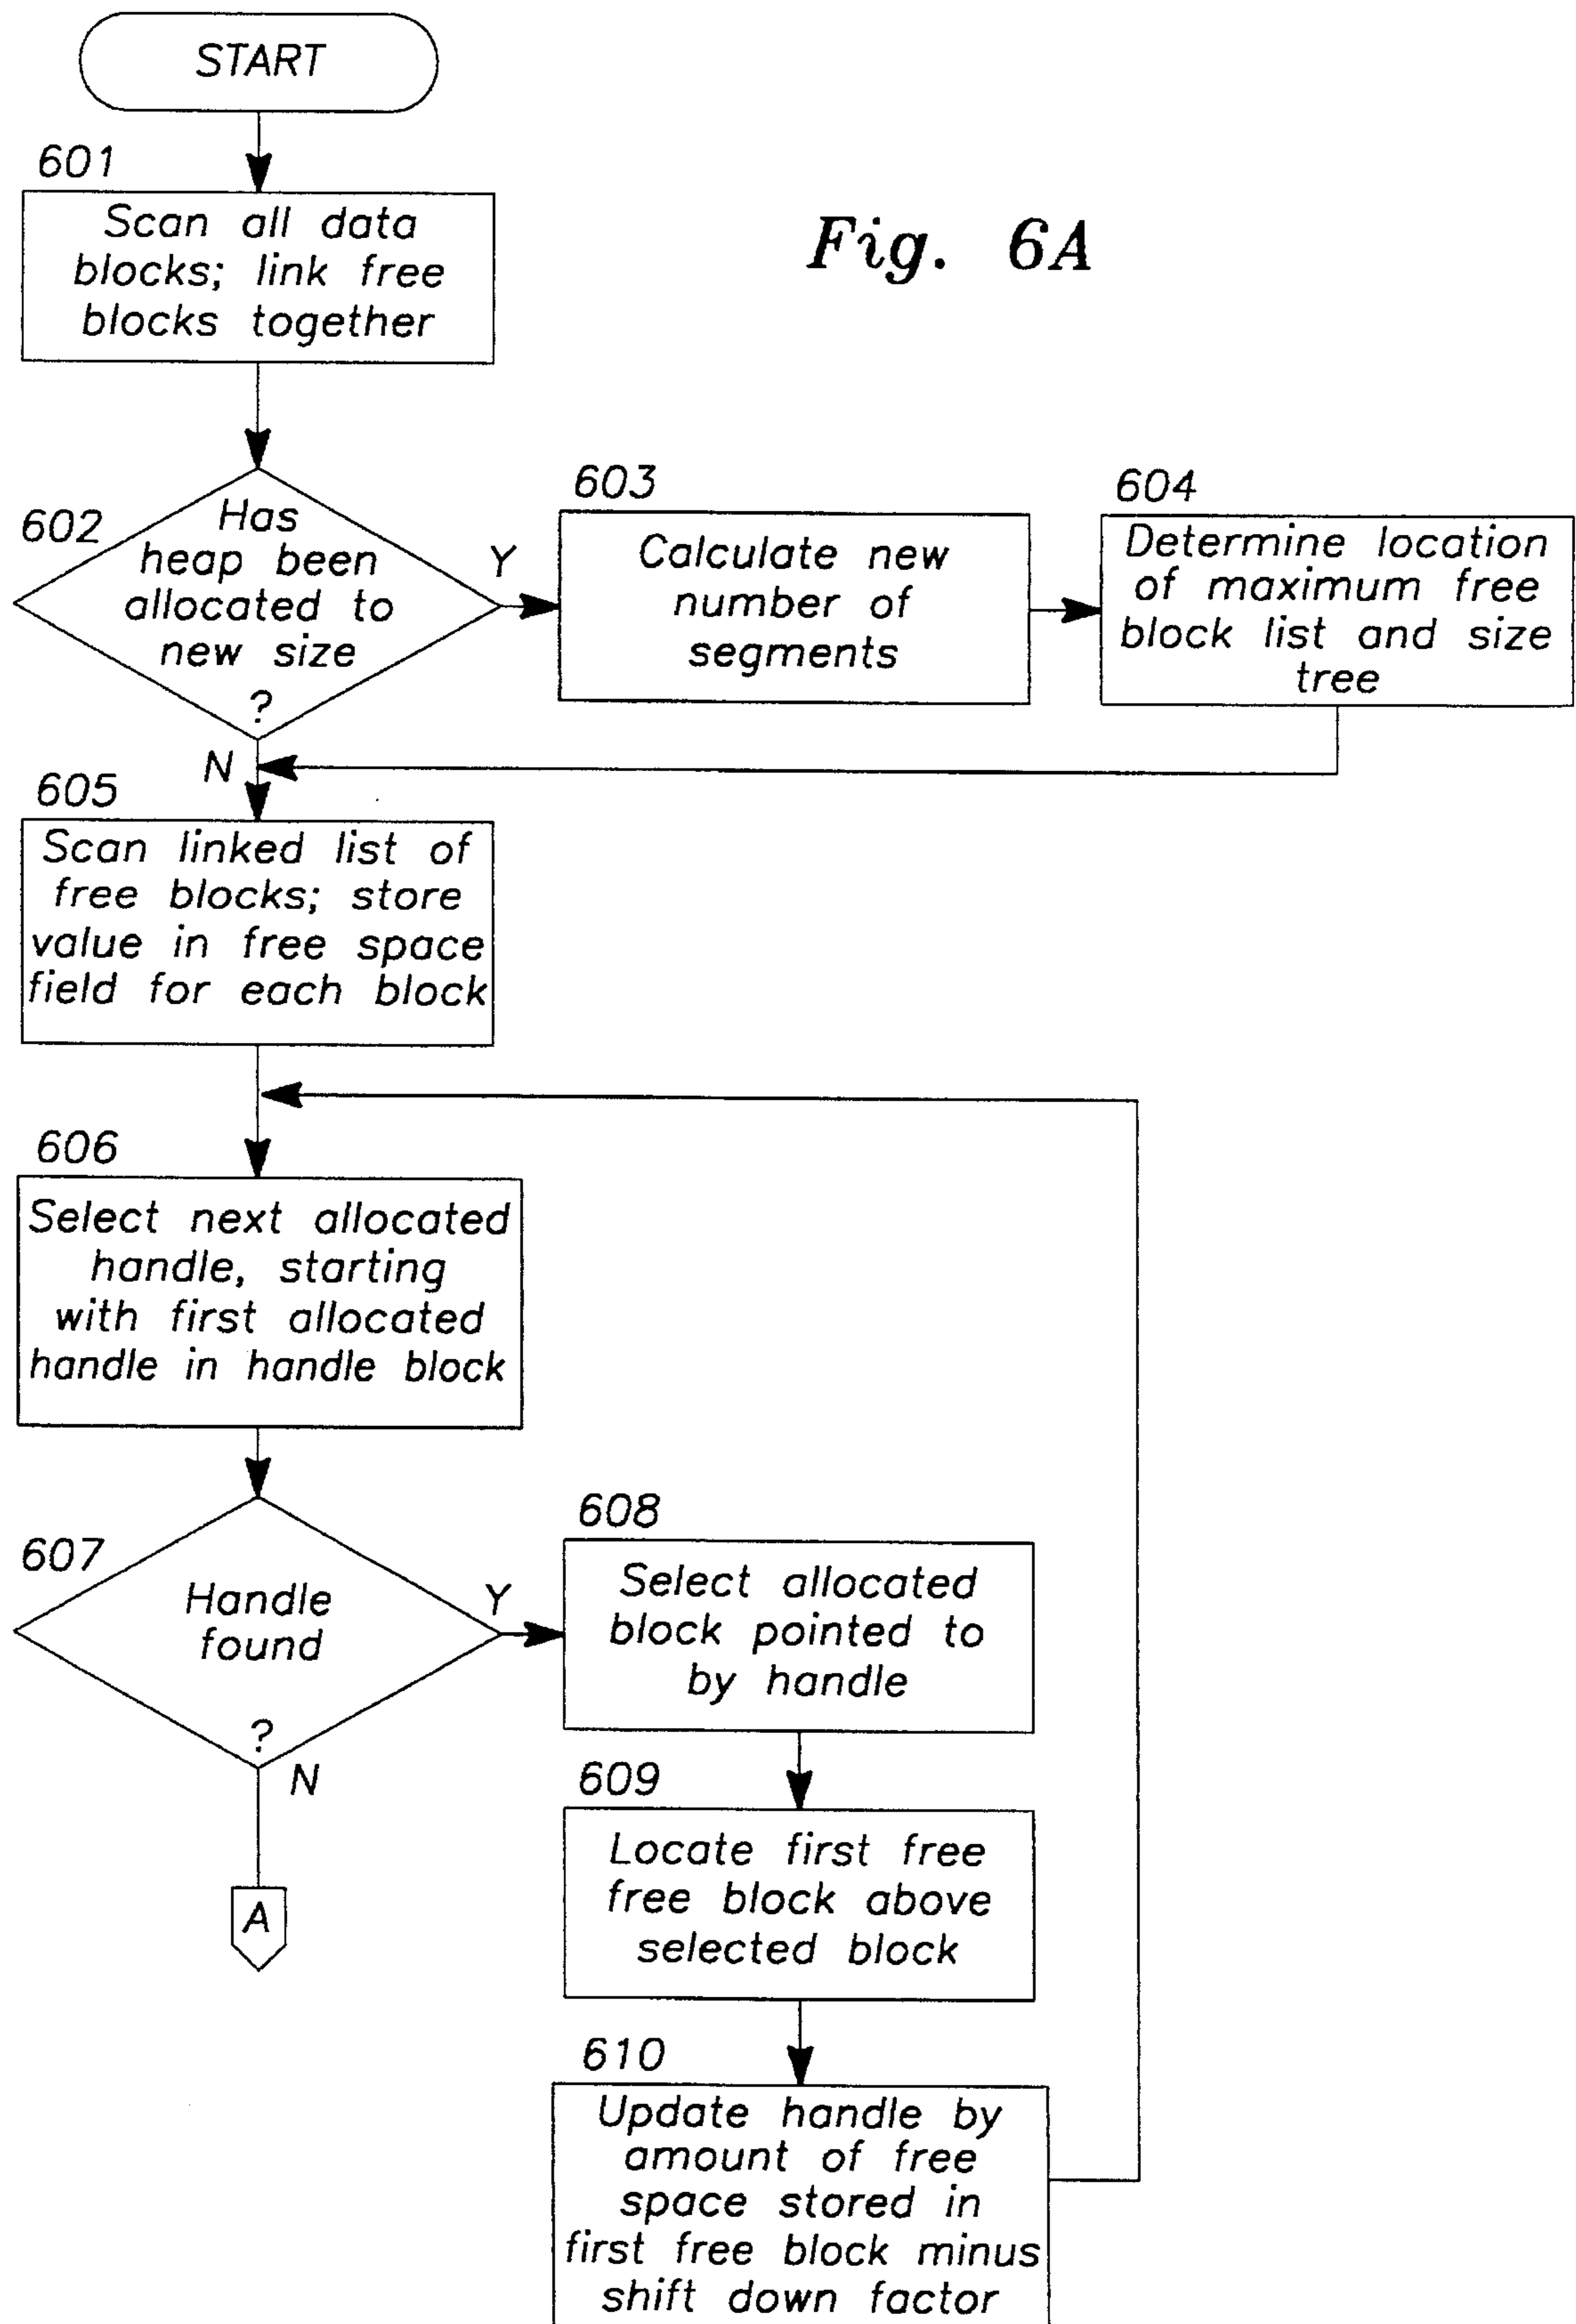 START
601
Scan all data
blocks; link free
blocks together
Fig. 6A
602
Has
heap been
allocated to
new size
?
Y
N
603
Calculate new
number of
segments
604
Determine location
of maximum free
block list and size
tree
605
Scan linked list of
free blocks; store
value in free space
field for each block
606
Select next allocated
handle, starting
with first allocated
handle in handle block
607
Handle
found
?
Y
N
A
608
Select allocated
block pointed to
by handle
609
Locate first free
free block above
selected block
610
Update handle by
amount of free
space stored in
first free block minus
shift down factor